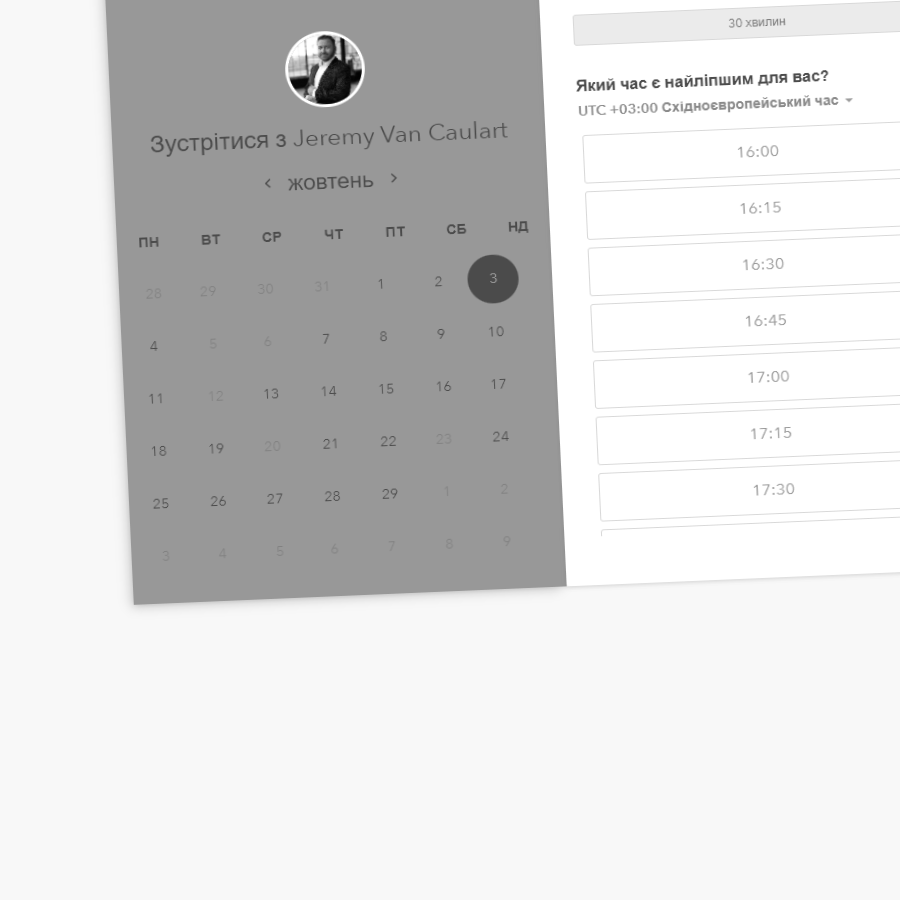 Зустрітися з Jeremy Van Caulart
‹ жовтень ›
ПН ВТ СР ЧТ ПТ СБ НД
28 29 30 31 1 2 3
4 5 6 7 8 9 10
11 12 13 14 15 16 17
18 19 20 21 22 23 24
25 26 27 28 29 1 2
3 4 5 6 7 8 9
30 хвилин
Який час є найліпшим для вас?
UTC +03:00 Східноєвропейський час
16:00
16:15
16:30
16:45
17:00
17:15
17:30